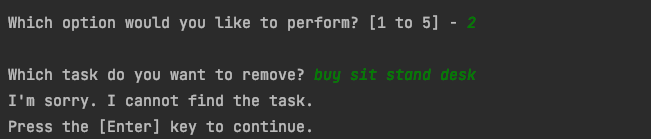 Which option would you like to perform? [1 to 5] - 2
Which task do you want to remove? buy sit stand desk
I'm sorry. I cannot find the task.
Press the [Enter] key to continue.